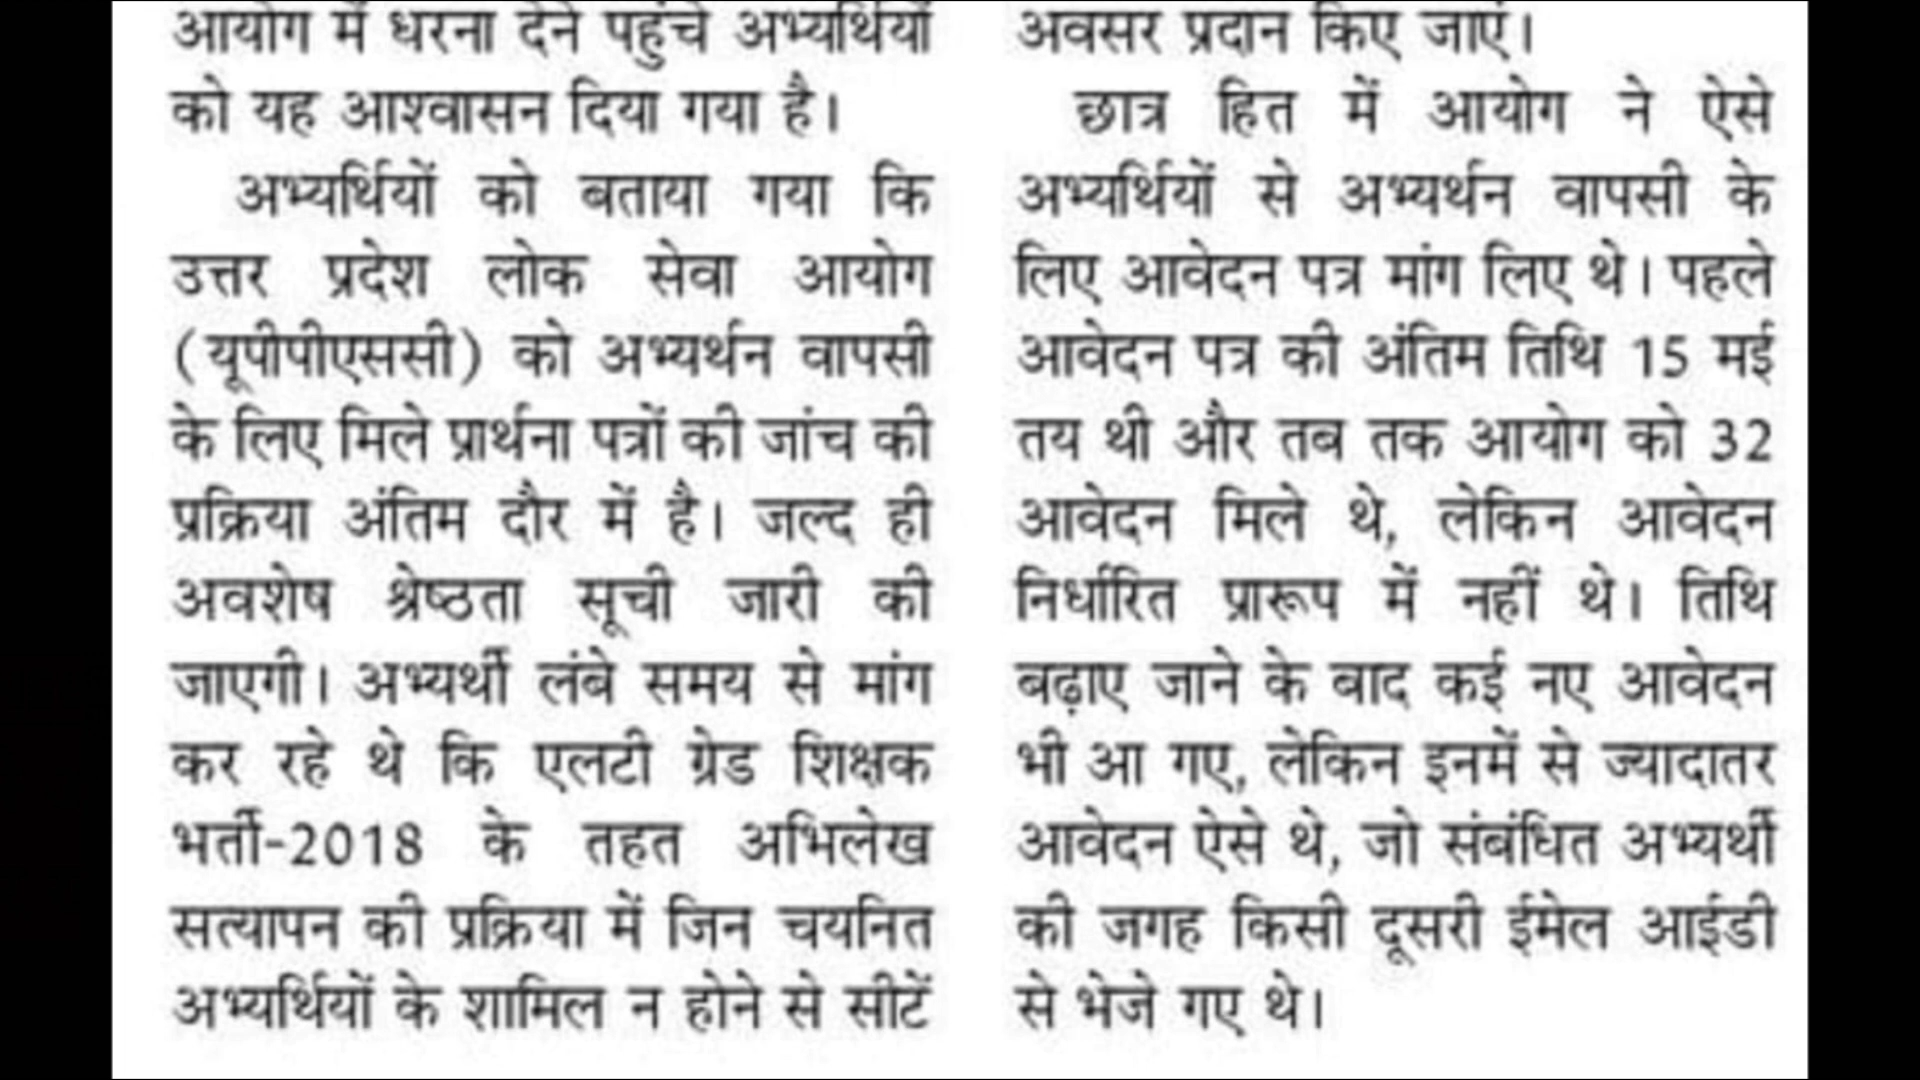 आयोग में धरना देने पहुंचे अभ्यर्थियों
को यह आश्वासन दिया गया है।
अभ्यर्थियों को बताया गया कि
उत्तर प्रदेश लोक सेवा आयोग
(यूपीपीएससी) को अभ्यर्थन वापसी
के लिए मिले प्रार्थना पत्रों की जांच की
प्रक्रिया अंतिम दौर में है। जल्द ही
अवशेष श्रेष्ठता सूची जारी की
जाएगी। अभ्यर्थी लंबे समय से मांग
कर रहे थे कि एलटी ग्रेड शिक्षक
भर्ती-2018 के तहत अभिलेख
सत्यापन की प्रक्रिया में जिन चयनित
अभ्यर्थियों के शामिल न होने से सीटें
अवसर प्रदान किए जाएं।
छात्र हित में आयोग ने ऐसे
अभ्यर्थियों से अभ्यर्थन वापसी के
लिए आवेदन पत्र मांग लिए थे। पहले
आवेदन पत्र की अंतिम तिथि 15 मई
तय थी और तब तक आयोग को 32
आवेदन मिले थे, लेकिन आवेदन
निर्धारित प्रारूप में नहीं थे। तिथि
बढ़ाए जाने के बाद कई नए आवेदन
भी आ गए, लेकिन इनमें से ज्यादातर
आवेदन ऐसे थे, जो संबंधित अभ्यर्थी
की जगह किसी दूसरी ईमेल आईडी
से भेजे गए थे।